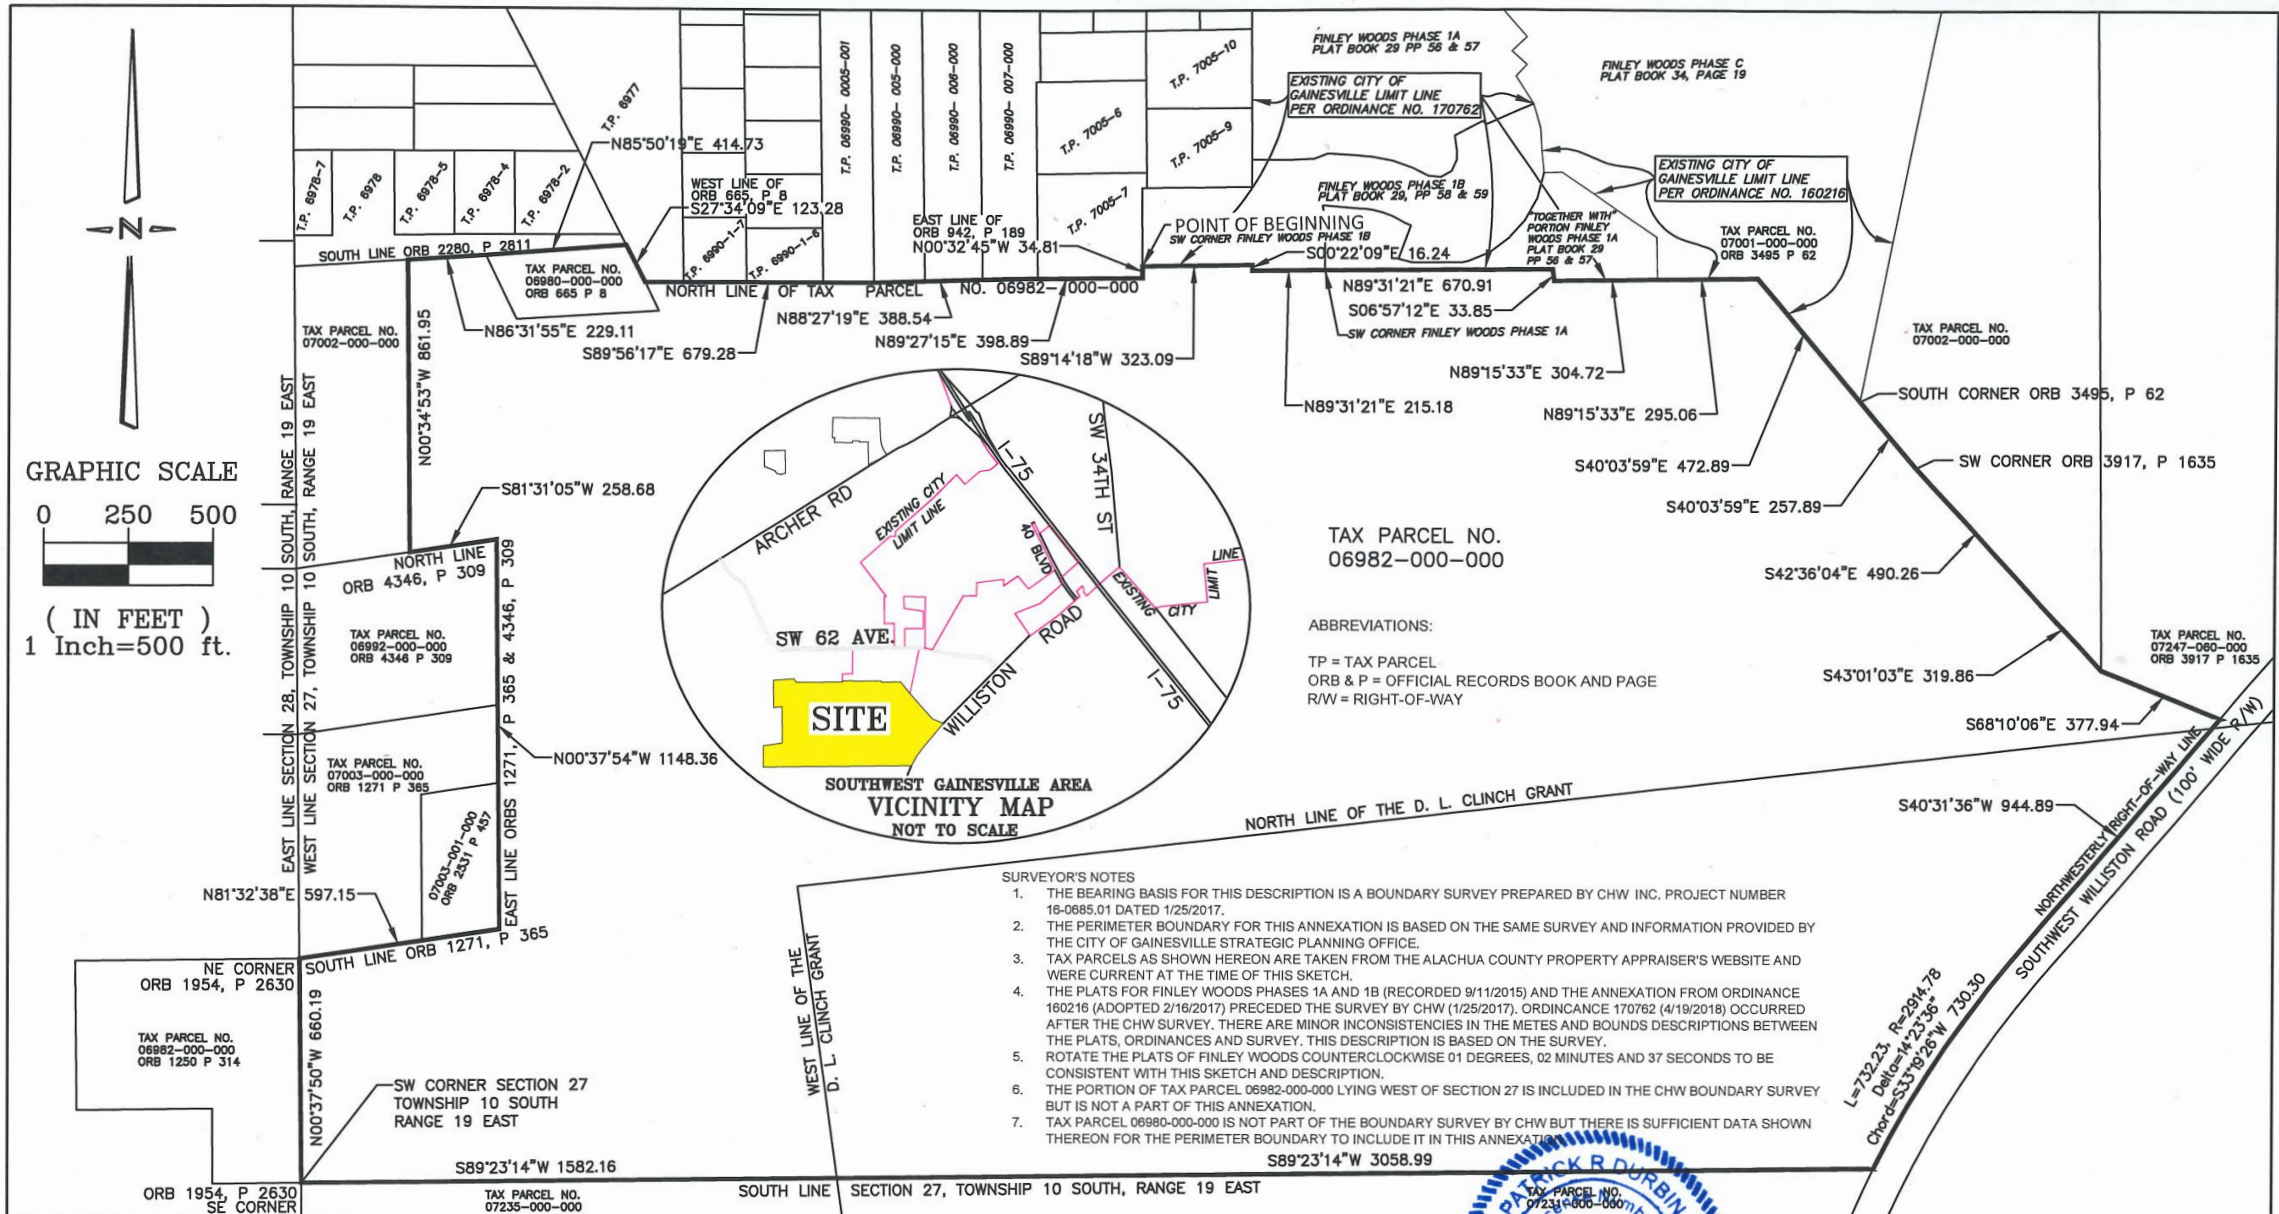 T.P. 6977
N85°50'19"E 414.73
T.P. 6978-7
T.P. 6978
T.P. 6978-5
T.P. 6978-4
T.P. 6978-2
WEST LINE OF
ORB 665, P 8
S27°34'09"E 123.28
T.P. 6990-1-7
T.P. 6990-1-6
T.P. 06990- 0005-001
T.P. 06990- 005-000
T.P. 06990- 006-000
T.P. 06990- 007-000
T.P. 7005-10
T.P. 7005-6
T.P. 7005-9
T.P. 7005-7
FINLEY WOODS PHASE 1A
PLAT BOOK 29 PP 56 & 57
EXISTING CITY OF
GAINESVILLE LIMIT LINE
PER ORDINANCE NO. 170762
FINLEY WOODS PHASE C
PLAT BOOK 34, PAGE 19
EXISTING CITY OF
GAINESVILLE LIMIT LINE
PER ORDINANCE NO. 160216
FINLEY WOODS PHASE 1B
PLAT BOOK 29, PP 58 & 59
"TOGETHER WITH"
PORTION FINLEY
WOODS PHASE 1A
PLAT BOOK 29
PP 56 & 57
TAX PARCEL NO.
07001-000-000
ORB 3495 P 62
EAST LINE OF
ORB 942, P 189
N00°32'45"W 34.81
POINT OF BEGINNING
SW CORNER FINLEY WOODS PHASE 1B
S00°22'09"E 16.24
N
SOUTH LINE ORB 2280, P 2811
TAX PARCEL NO.
06980-000-000
ORB 665 P 8
NORTH LINE OF TAX PARCEL NO. 06982-000-000
N89°31'21"E 670.91
S06°57'12"E 33.85
SW CORNER FINLEY WOODS PHASE 1A
TAX PARCEL NO.
07002-000-000
N86°31'55"E 229.11
S89°56'17"E 679.28
N88°27'19"E 388.54
N89°27'15"E 398.89
S89°14'18"W 323.09
N89°15'33"E 304.72
N89°31'21"E 215.18
N89°15'33"E 295.06
TAX PARCEL NO.
07002-000-000
SOUTH CORNER ORB 3495, P 62
SW CORNER ORB 3917, P 1635
S40°03'59"E 472.89
S40°03'59"E 257.89
S42°36'04"E 490.26
S43°01'03"E 319.86
S68°10'06"E 377.94
TAX PARCEL NO.
07247-060-000
ORB 3917 P 1635
N00°34'53"W 861.95
EAST LINE SECTION 28, TOWNSHIP 10 SOUTH, RANGE 19 EAST
WEST LINE SECTION 27, TOWNSHIP 10 SOUTH, RANGE 19 EAST
GRAPHIC SCALE
0 250 500
( IN FEET )
1 Inch=500 ft.
S81°31'05"W 258.68
NORTH LINE
ORB 4346, P 309
TAX PARCEL NO.
06992-000-000
ORB 4346 P 309
EAST LINE ORBS 1271, P 365 & 4346, P 309
N00°37'54"W 1148.36
TAX PARCEL NO.
07003-000-000
ORB 1271 P 365
07003-001-000
ORB 2531 P 457
N81°32'38"E 597.15
SOUTH LINE ORB 1271, P 365
ARCHER RD
EXISTING CITY
LIMIT LINE
I-75
SW 34TH ST
40 BLVD
EXISTING CITY LIMIT LINE
SW 62 AVE.
WILLISTON ROAD
I-75
SITE
SOUTHWEST GAINESVILLE AREA
VICINITY MAP
NOT TO SCALE
TAX PARCEL NO.
06982-000-000
ABBREVIATIONS:
TP = TAX PARCEL
ORB & P = OFFICIAL RECORDS BOOK AND PAGE
R/W = RIGHT-OF-WAY
NORTH LINE OF THE D. L. CLINCH GRANT
S40°31'36"W 944.89
NORTHWESTERLY RIGHT-OF-WAY LINE
SOUTHWEST WILLISTON ROAD (100' WIDE R/W)
WEST LINE OF THE
D. L. CLINCH GRANT
SURVEYOR'S NOTES
1. THE BEARING BASIS FOR THIS DESCRIPTION IS A BOUNDARY SURVEY PREPARED BY CHW INC. PROJECT NUMBER
16-0685.01 DATED 1/25/2017.
2. THE PERIMETER BOUNDARY FOR THIS ANNEXATION IS BASED ON THE SAME SURVEY AND INFORMATION PROVIDED BY
THE CITY OF GAINESVILLE STRATEGIC PLANNING OFFICE.
3. TAX PARCELS AS SHOWN HEREON ARE TAKEN FROM THE ALACHUA COUNTY PROPERTY APPRAISER'S WEBSITE AND
WERE CURRENT AT THE TIME OF THIS SKETCH.
4. THE PLATS FOR FINLEY WOODS PHASES 1A AND 1B (RECORDED 9/11/2015) AND THE ANNEXATION FROM ORDINANCE
160216 (ADOPTED 2/16/2017) PRECEDED THE SURVEY BY CHW (1/25/2017). ORDINCANCE 170762 (4/19/2018) OCCURRED
AFTER THE CHW SURVEY. THERE ARE MINOR INCONSISTENCIES IN THE METES AND BOUNDS DESCRIPTIONS BETWEEN
THE PLATS, ORDINANCES AND SURVEY. THIS DESCRIPTION IS BASED ON THE SURVEY.
5. ROTATE THE PLATS OF FINLEY WOODS COUNTERCLOCKWISE 01 DEGREES, 02 MINUTES AND 37 SECONDS TO BE
CONSISTENT WITH THIS SKETCH AND DESCRIPTION.
6. THE PORTION OF TAX PARCEL 06982-000-000 LYING WEST OF SECTION 27 IS INCLUDED IN THE CHW BOUNDARY SURVEY
BUT IS NOT A PART OF THIS ANNEXATION.
7. TAX PARCEL 06980-000-000 IS NOT PART OF THE BOUNDARY SURVEY BY CHW BUT THERE IS SUFFICIENT DATA SHOWN
THEREON FOR THE PERIMETER BOUNDARY TO INCLUDE IT IN THIS ANNEXATION.
L=732.23, R=2914.78
Delta=14°23'36"
Chord=S33°19'26"W 730.30
NE CORNER
ORB 1954, P 2630
TAX PARCEL NO.
06982-000-000
ORB 1250 P 314
N00°37'50"W 660.19
SW CORNER SECTION 27
TOWNSHIP 10 SOUTH
RANGE 19 EAST
S89°23'14"W 1582.16
S89°23'14"W 3058.99
ORB 1954, P 2630
SE CORNER
TAX PARCEL NO.
07235-000-000
SOUTH LINE SECTION 27, TOWNSHIP 10 SOUTH, RANGE 19 EAST
PATRICK R DURBIN
TAX PARCEL NO.
07231-000-000